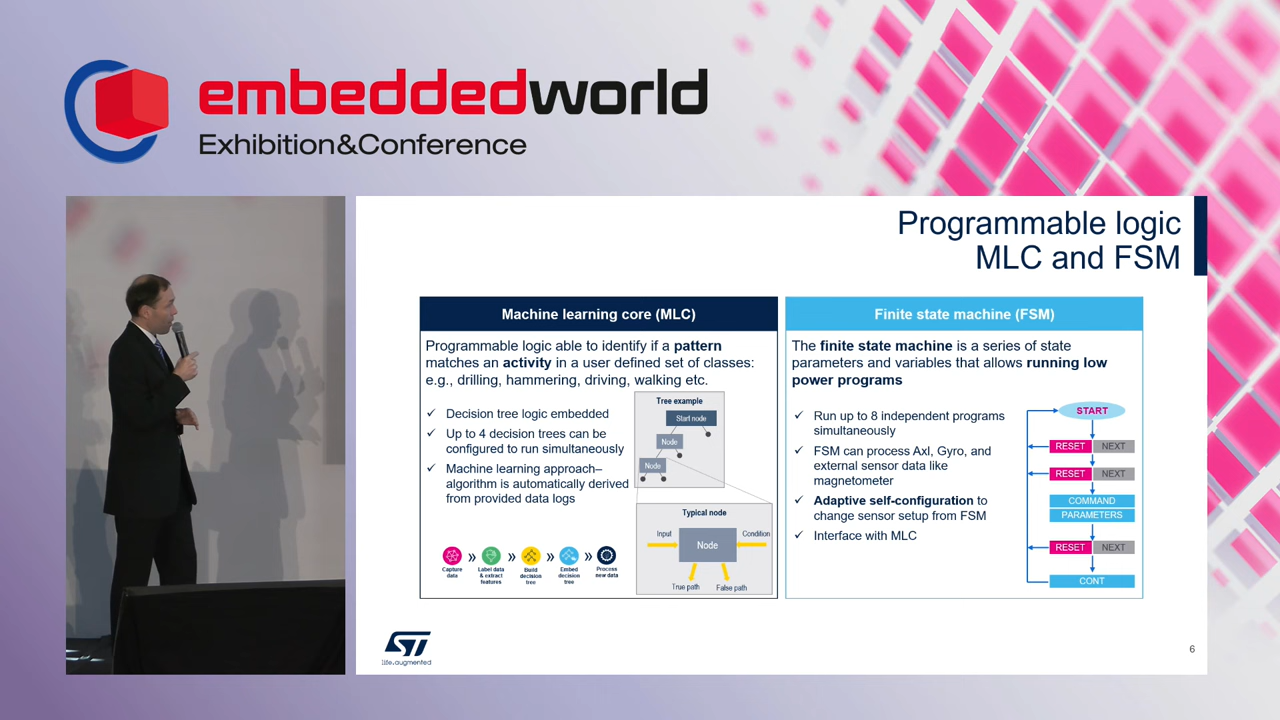 embeddedworld
Exhibition&Conference
Programmable logic
MLC and FSM
Machine learning core (MLC)
Programmable logic able to identify if a pattern
matches an activity in a user defined set of classes:
e.g., drilling, hammering, driving, walking etc.
✓ Decision tree logic embedded
✓ Up to 4 decision trees can be
configured to run simultaneously
✓ Machine learning approach–
algorithm is automatically derived
from provided data logs
Tree example
Start node
Node
Node
Typical node
Input
Node
Condition
True path
False path
Capture
data
»
Label data
& extract
features
»
Build
decision
tree
»
Embed
decision
tree
»
Process
new data
Finite state machine (FSM)
The finite state machine is a series of state
parameters and variables that allows running low
power programs
✓ Run up to 8 independent programs
simultaneously
✓ FSM can process Axl, Gyro, and
external sensor data like
magnetometer
✓ Adaptive self-configuration to
change sensor setup from FSM
✓ Interface with MLC
START
RESET NEXT
RESET NEXT
COMMAND
PARAMETERS
RESET NEXT
CONT
ST
life.augmented
6